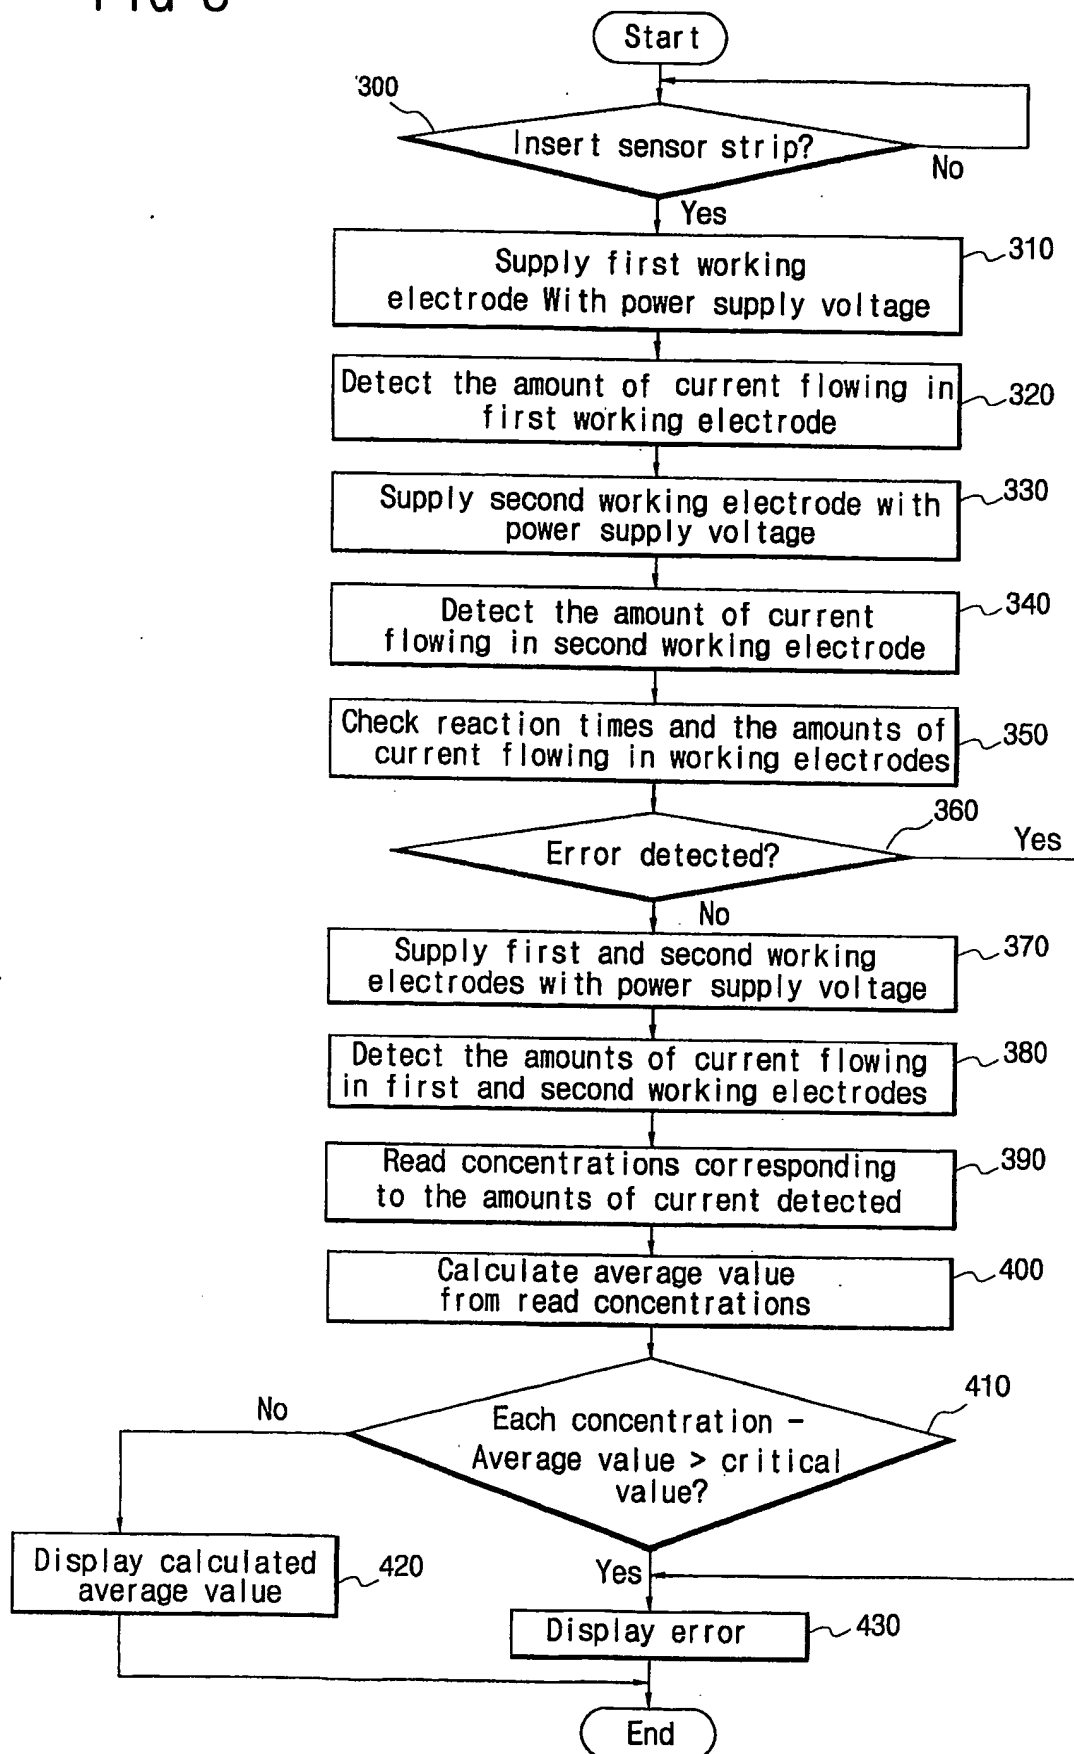 Start
300
Insert sensor strip?
No
Yes
310
Supply first working
electrode With power supply voltage
Detect the amount of current flowing in
first working electrode
320
Supply second working electrode with
power supply voltage
330
Detect the amount of current
flowing in second working electrode
340
Check reaction times and the amounts of
current flowing in working electrodes
350
360
Error detected?
Yes
No
Supply first and second working
electrodes with power supply voltage
370
Detect the amounts of current flowing
in first and second working electrodes
380
Read concentrations corresponding
to the amounts of current detected
390
Calculate average value
from read concentrations
400
410
No
Each concentration –
Average value > critical
value?
Display calculated
average value
420
Yes
Display error
430
End